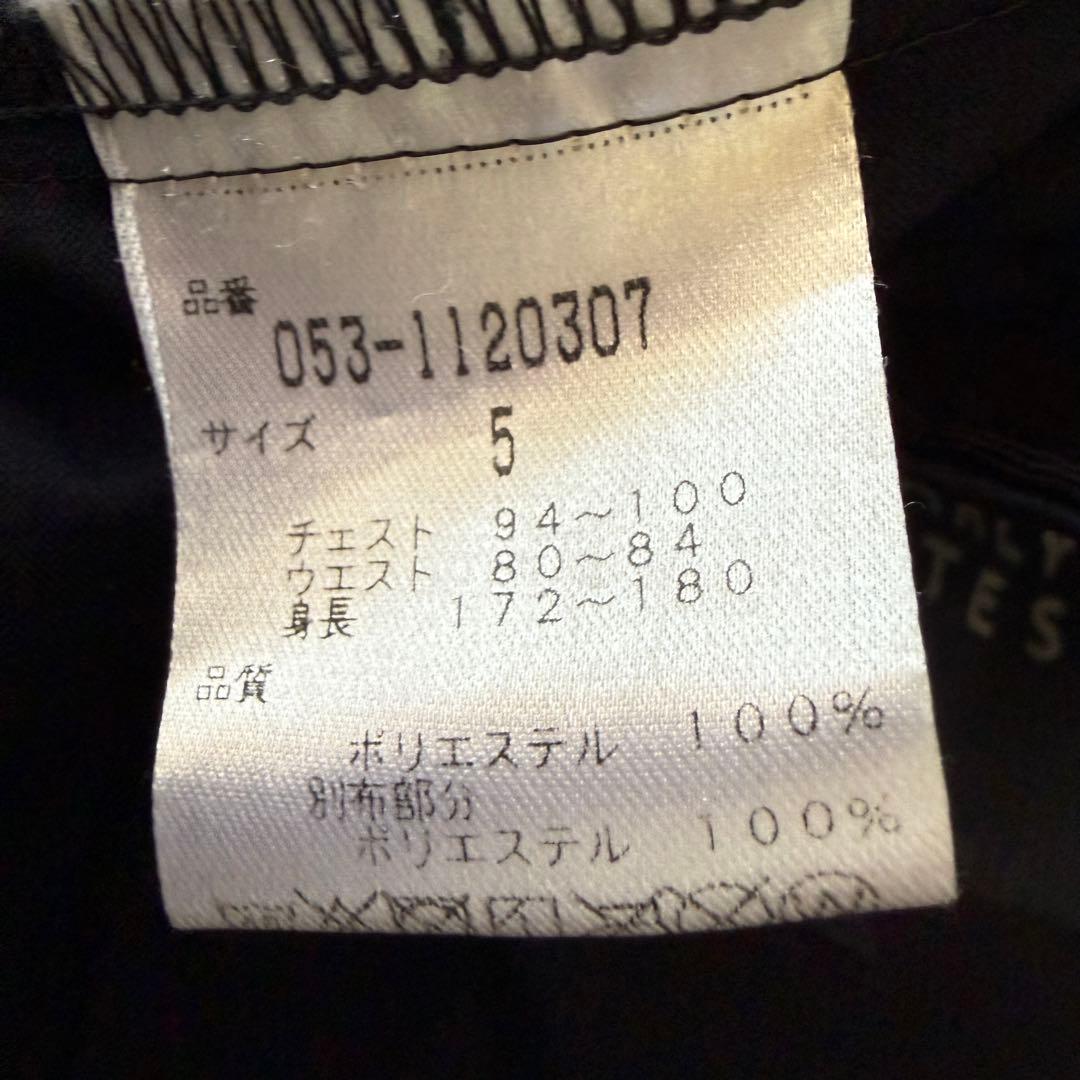 品番
053-1120307
サイズ 5
チェスト 94〜100
ウエスト 80〜84
身長 172〜180
品質
ポリエステル 100%
別布部分
ポリエステル 100%